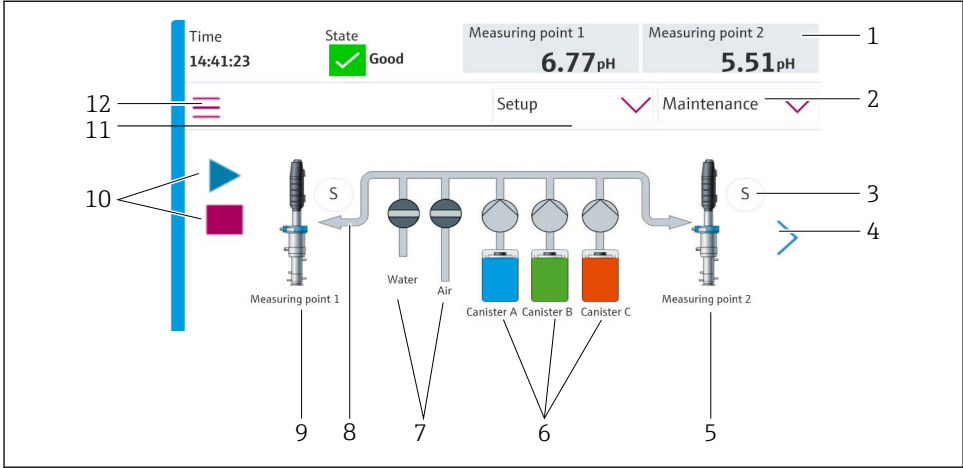 Time
14:41:23
State
Good
Measuring point 1
6.77pH
Measuring point 2
5.51pH
1
12
11
Setup
Maintenance
2
10
S
S
3
4
Water
Air
Measuring point 1
Canister A Canister B Canister C
Measuring point 2
9
8
7
6
5